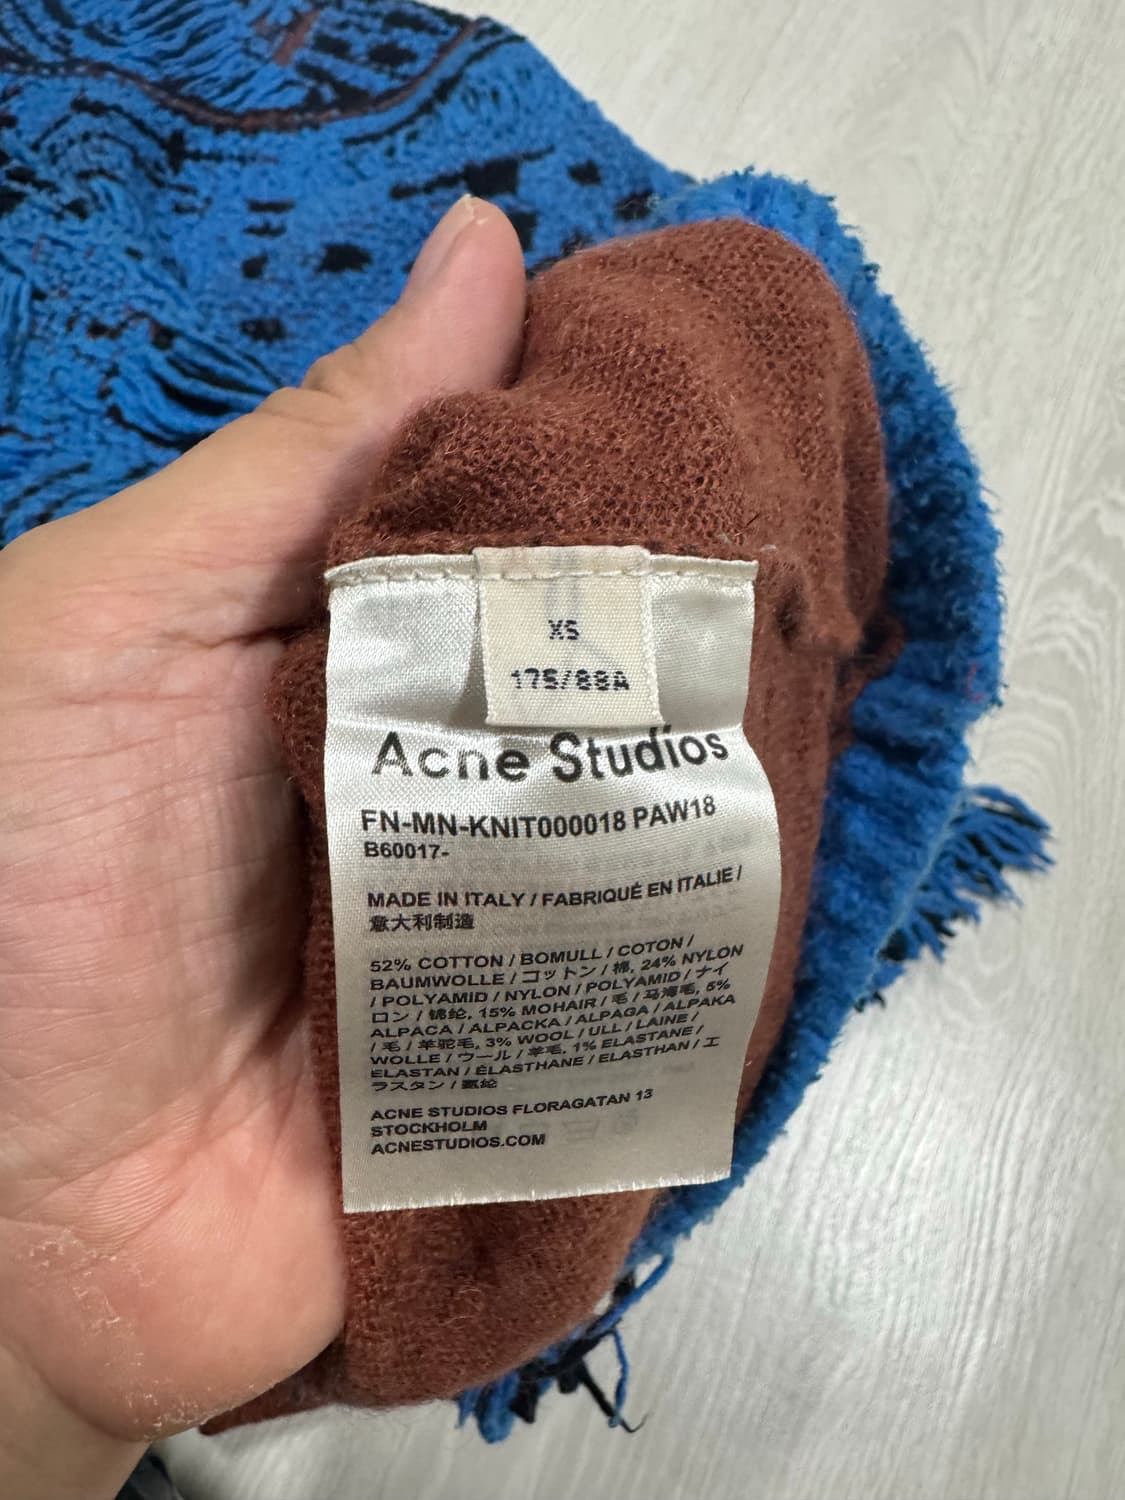 XS
175/88A
Acne Studios
FN-MN-KNIT000018 PAW18
B60017-
MADE IN ITALY / FABRIQUÉ EN ITALIE /
意大利制造
52% COTTON / BOMULL / COTON /
BAUMWOLLE / コットン / 棉, 24% NYLON
/ POLYAMID / NYLON / POLYAMID / ナイ
ロン / 锦纶, 15% MOHAIR / 毛 / 马海毛, 5%
ALPACA / ALPACKA / ALPAGA / ALPAKA
/ 毛 / 羊驼毛, 3% WOOL / ULL / LAINE /
WOLLE / ウール / 羊毛, 1% ELASTANE /
ELASTAN / ÉLASTHANE / ELASTHAN / エ
ラスタン / 氨纶
ACNE STUDIOS FLORAGATAN 13
STOCKHOLM
ACNESTUDIOS.COM